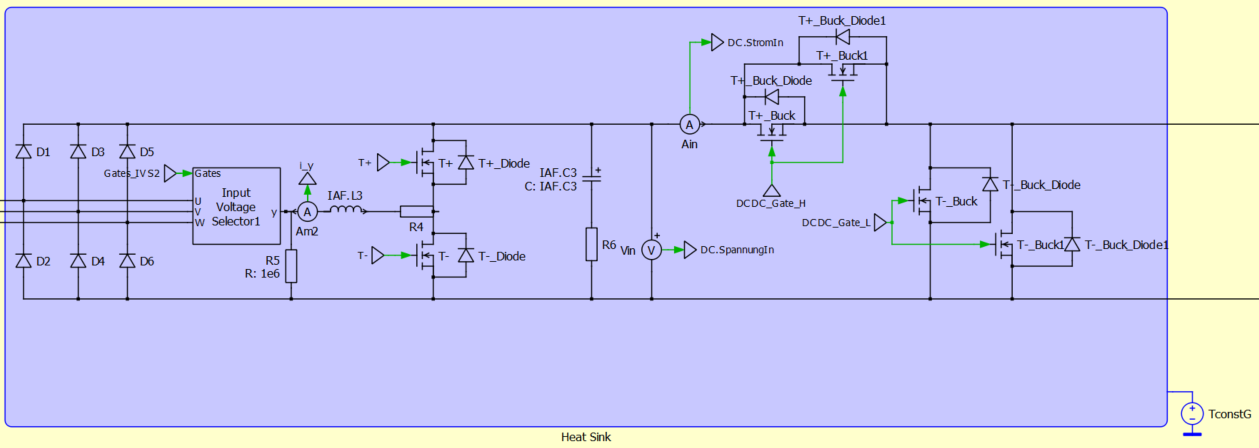 T+_Buck_Diode1
DC.StromIn
T+_Buck1
T+_Buck_Diode
T+_Buck
A
Ain
D1
D3
D5
Gates_IVS2
Gates
Input
Voltage
Selector1
U
V
W
y
i_y
A
Am2
IAF.L3
R4
T+
T+
T+_Diode
IAF.C3
C: IAF.C3
+
DCDC_Gate_H
T-_Buck_Diode
T-_Buck
DCDC_Gate_L
T-_Buck1
T-_Buck_Diode1
D2
D4
D6
R5
R: 1e6
T-
T-
T-_Diode
R6
+
V
Vin
DC.SpannungIn
+
−
TconstG
Heat Sink